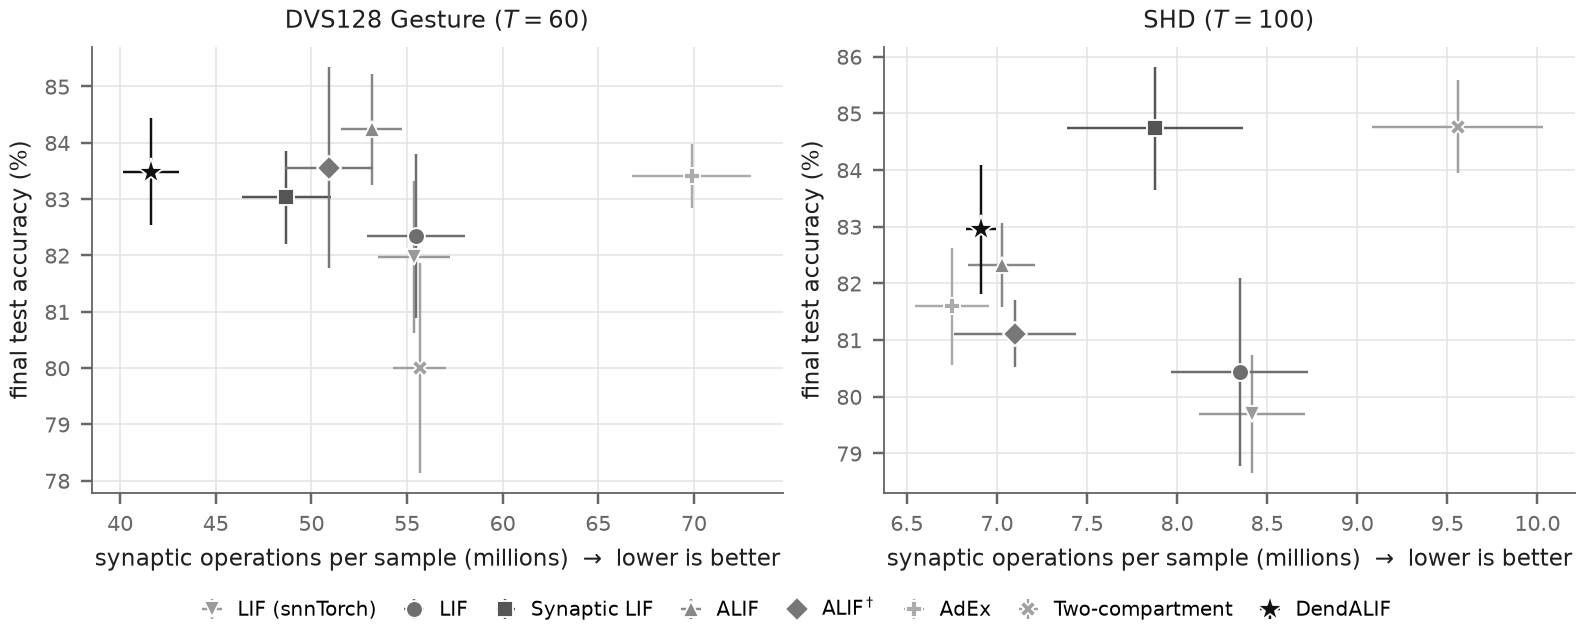 DVS128 Gesture (T = 60)
final test accuracy (%)
85
84
83
82
81
80
79
78
40 45 50 55 60 65 70
synaptic operations per sample (millions) → lower is better
SHD (T = 100)
final test accuracy (%)
86
85
84
83
82
81
80
79
6.5 7.0 7.5 8.0 8.5 9.0 9.5 10.0
synaptic operations per sample (millions) → lower is better
LIF (snnTorch) LIF Synaptic LIF ALIF ALIF† AdEx Two-compartment DendALIF